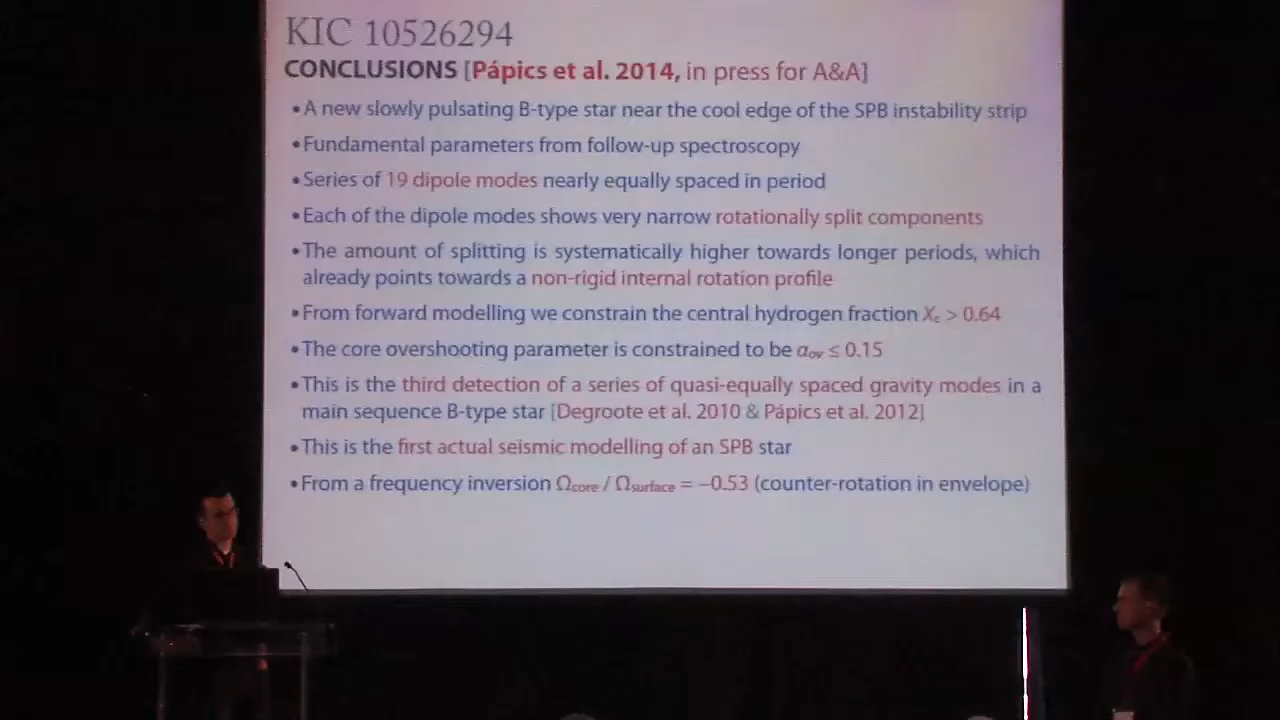 KIC 10526294
CONCLUSIONS [Pápics et al. 2014, in press for A&A]
•A new slowly pulsating B-type star near the cool edge of the SPB instability strip
•Fundamental parameters from follow-up spectroscopy
•Series of 19 dipole modes nearly equally spaced in period
•Each of the dipole modes shows very narrow rotationally split components
•The amount of splitting is systematically higher towards longer periods, which
already points towards a non-rigid internal rotation profile
•From forward modelling we constrain the central hydrogen fraction Xc > 0.64
•The core overshooting parameter is constrained to be αov ≤ 0.15
•This is the third detection of a series of quasi-equally spaced gravity modes in a
main sequence B-type star [Degroote et al. 2010 & Pápics et al. 2012]
•This is the first actual seismic modelling of an SPB star
•From a frequency inversion Ωcore / Ωsurface = −0.53 (counter-rotation in envelope)